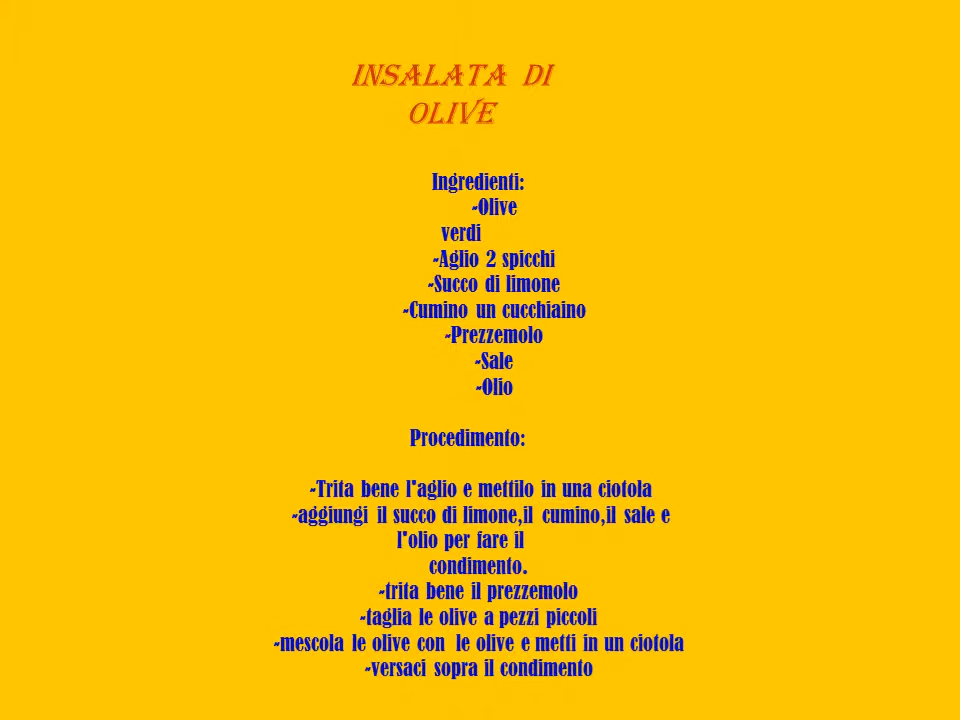 INSALATA DI
OLIVE
Ingredienti:
-Olive
verdi
-Aglio 2 spicchi
-Succo di limone
-Cumino un cucchiaino
-Prezzemolo
-Sale
-Olio
Procedimento:
-Trita bene l'aglio e mettilo in una ciotola
-aggiungi il succo di limone,il cumino,il sale e
l'olio per fare il
condimento.
-trita bene il prezzemolo
-taglia le olive a pezzi piccoli
-mescola le olive con le olive e metti in un ciotola
-versaci sopra il condimento